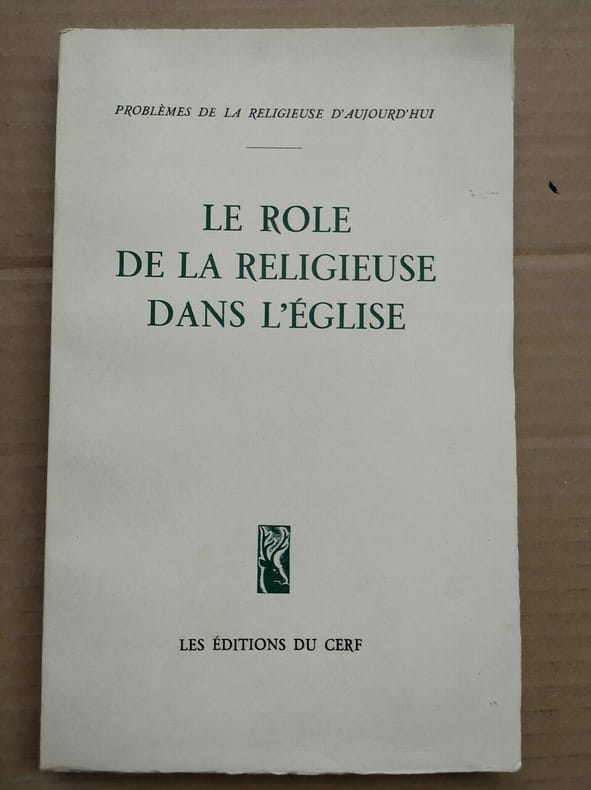 PROBLÈMES DE LA RELIGIEUSE D'AUJOURD'HUI
LE ROLE
DE LA RELIGIEUSE
DANS L'ÉGLISE
LES ÉDITIONS DU CERF